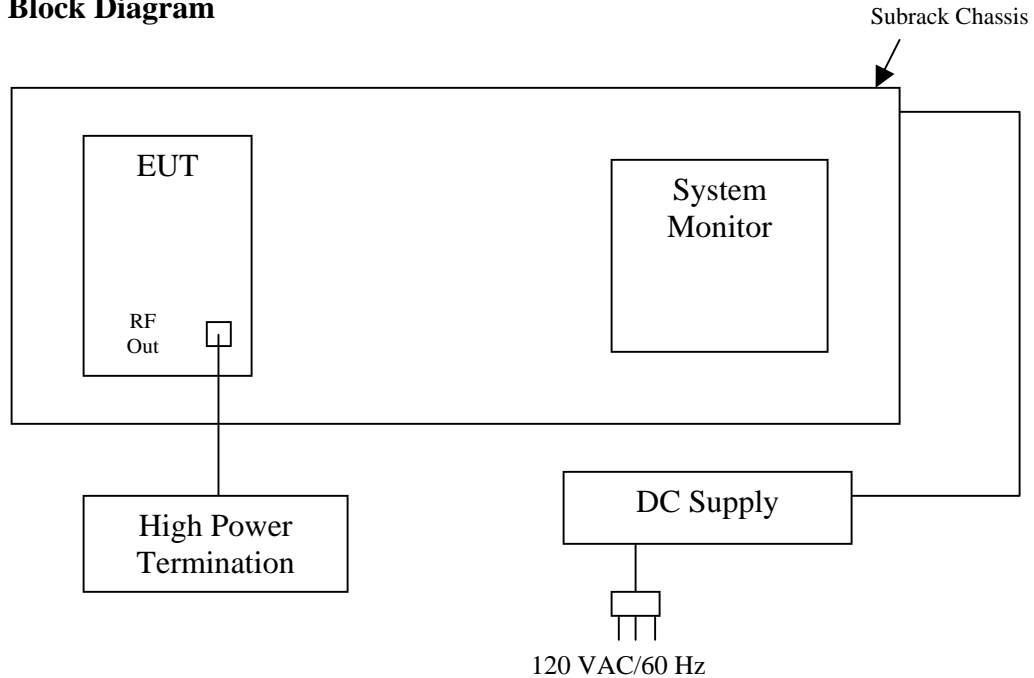 Block Diagram
Subrack Chassis
EUT
System
Monitor
RF
Out
DC Supply
High Power
Termination
120 VAC/60 Hz